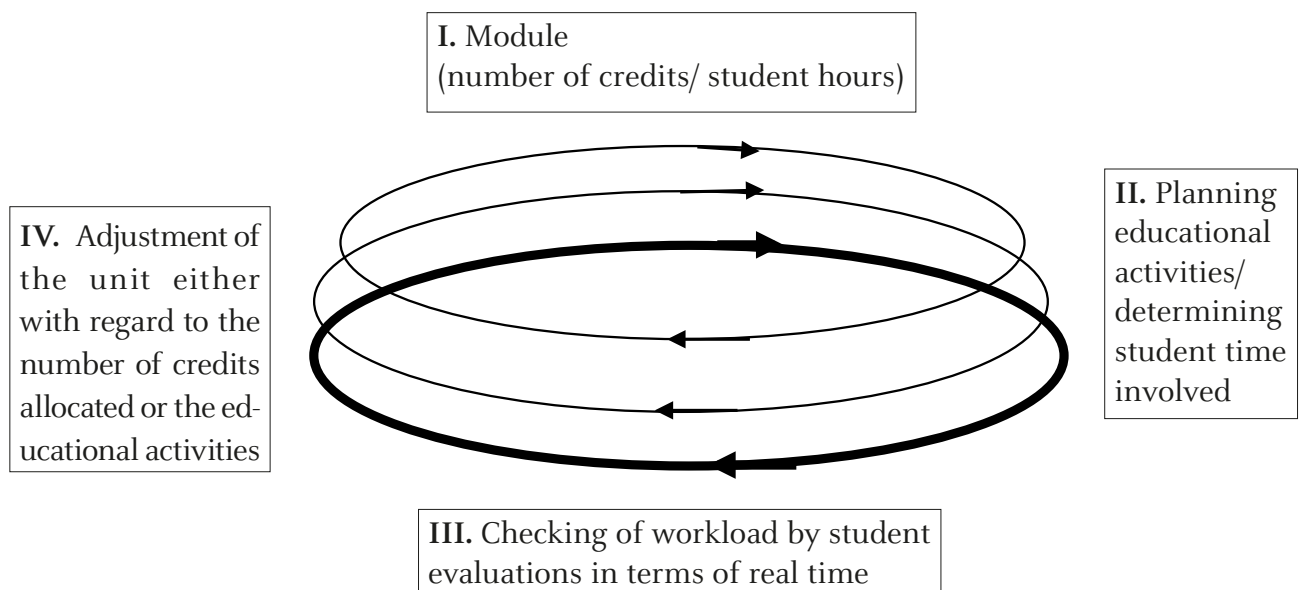 I. Module
(number of credits/ student hours)
II. Planning
educational
activities/
determining
student time
involved
III. Checking of workload by student
evaluations in terms of real time
IV. Adjustment of
the unit either
with regard to the
number of credits
allocated or the ed-
ucational activities